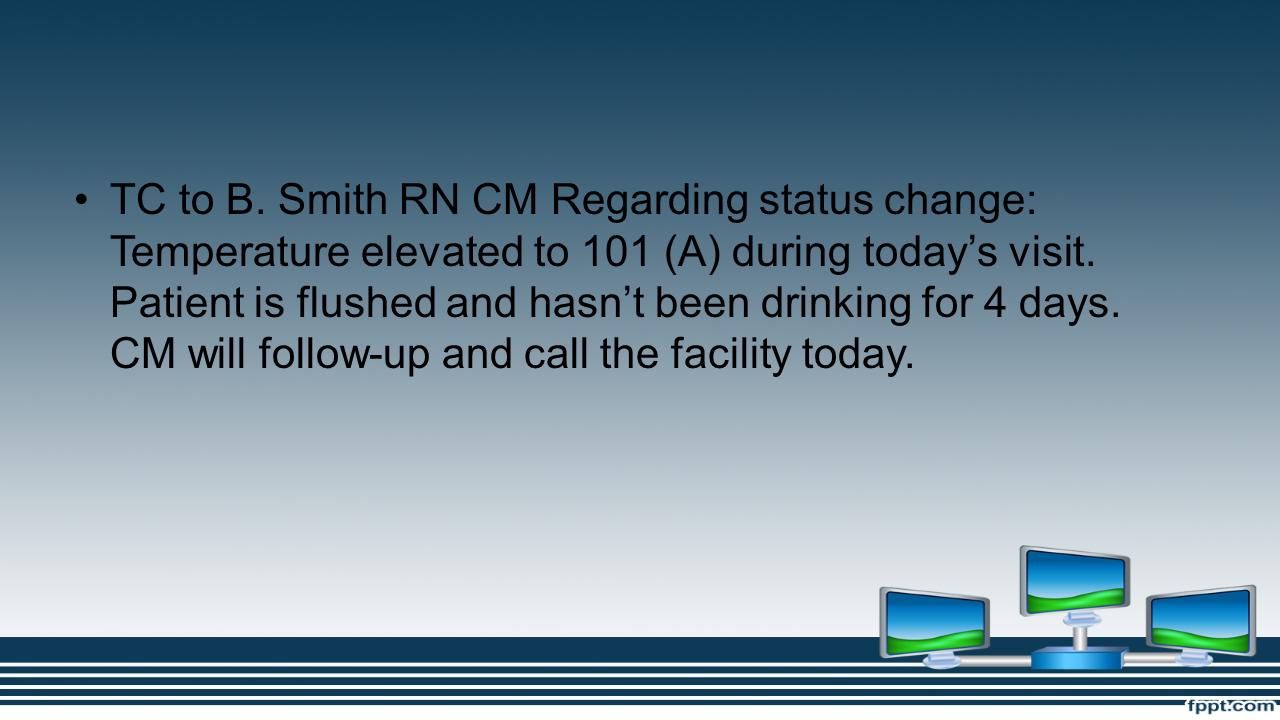 • TC to B. Smith RN CM Regarding status change:
Temperature elevated to 101 (A) during today’s visit.
Patient is flushed and hasn’t been drinking for 4 days.
CM will follow-up and call the facility today.
fppt.com